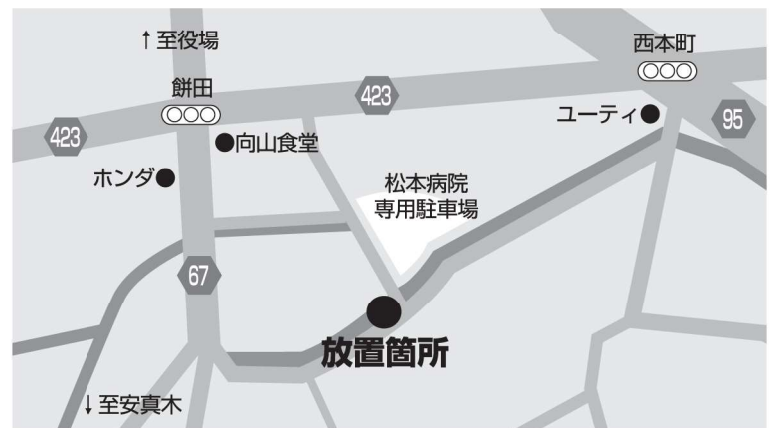 ↑至役場
西本町
餅田
423
423
95
ユーティ
向山食堂
ホンダ
松本病院
専用駐車場
67
放置箇所
↓至安真木